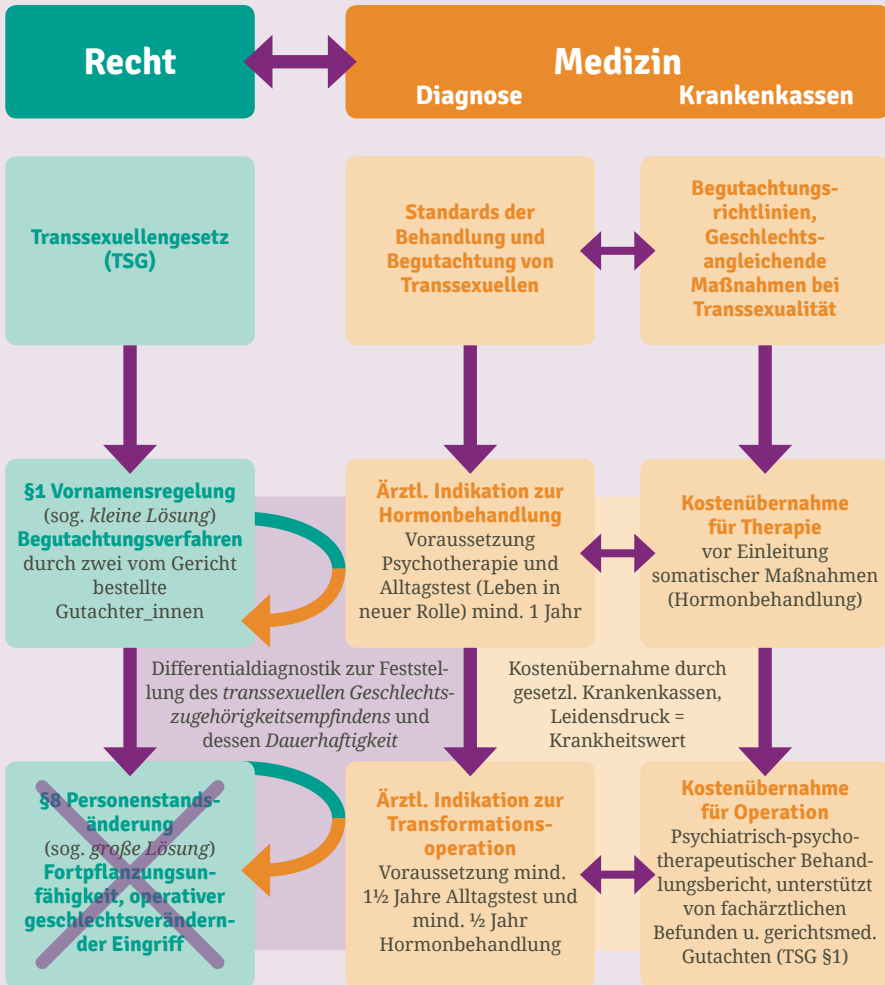 Recht
Medizin
Diagnose
Krankenkassen
Transsexuellengesetz
(TSG)
Standards der
Behandlung und
Begutachtung von
Transsexuellen
Begutachtungs-
richtlinien,
Geschlechts-
angleichende
Maßnahmen bei
Transsexualität
§1 Vornamensregelung
(sog. kleine Lösung)
Begutachtungsverfahren
durch zwei vom Gericht
bestellte
Gutachter_innen
Ärztl. Indikation zur
Hormonbehandlung
Voraussetzung
Psychotherapie und
Alltagstest (Leben in
neuer Rolle) mind. 1 Jahr
Kostenübernahme
für Therapie
vor Einleitung
somatischer Maßnahmen
(Hormonbehandlung)
Differentialdiagnostik zur Feststel-
lung des transsexuellen Geschlechts-
zugehörigkeitsempfindens und
dessen Dauerhaftigkeit
Kostenübernahme durch
gesetzl. Krankenkassen,
Leidensdruck =
Krankheitswert
§8 Personenstands-
änderung
(sog. große Lösung)
Fortpflanzungsun-
fähigkeit, operativer
geschlechtsverändern-
der Eingriff
Ärztl. Indikation zur
Transformations-
operation
Voraussetzung mind.
1½ Jahre Alltagstest und
mind. ½ Jahr
Hormonbehandlung
Kostenübernahme
für Operation
Psychiatrisch-psycho-
therapeutischer Behand-
lungsbericht, unterstützt
von fachärztlichen
Befunden u. gerichtsmed.
Gutachten (TSG §1)